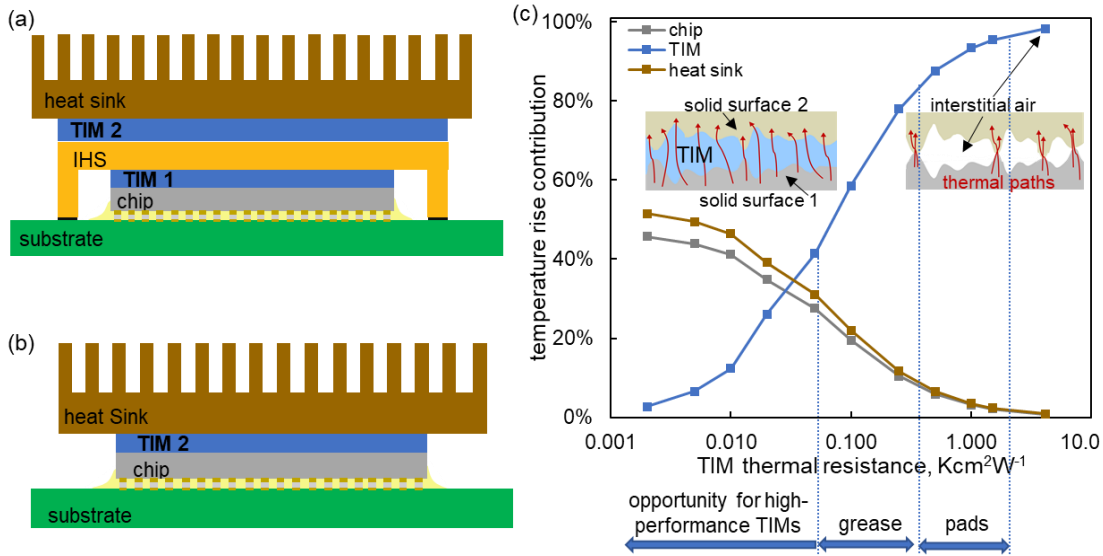 (a)
heat sink
TIM 2
IHS
TIM 1
chip
substrate
(b)
heat Sink
TIM 2
chip
substrate
(c)
temperature rise contribution
100%
80%
60%
40%
20%
0%
chip
TIM
heat sink
solid surface 2
TIM
solid surface 1
interstitial air
thermal paths
0.001
0.010
0.100
1.000
10.0
TIM thermal resistance, Kcm²W⁻¹
opportunity for high-
performance TIMs
grease
pads